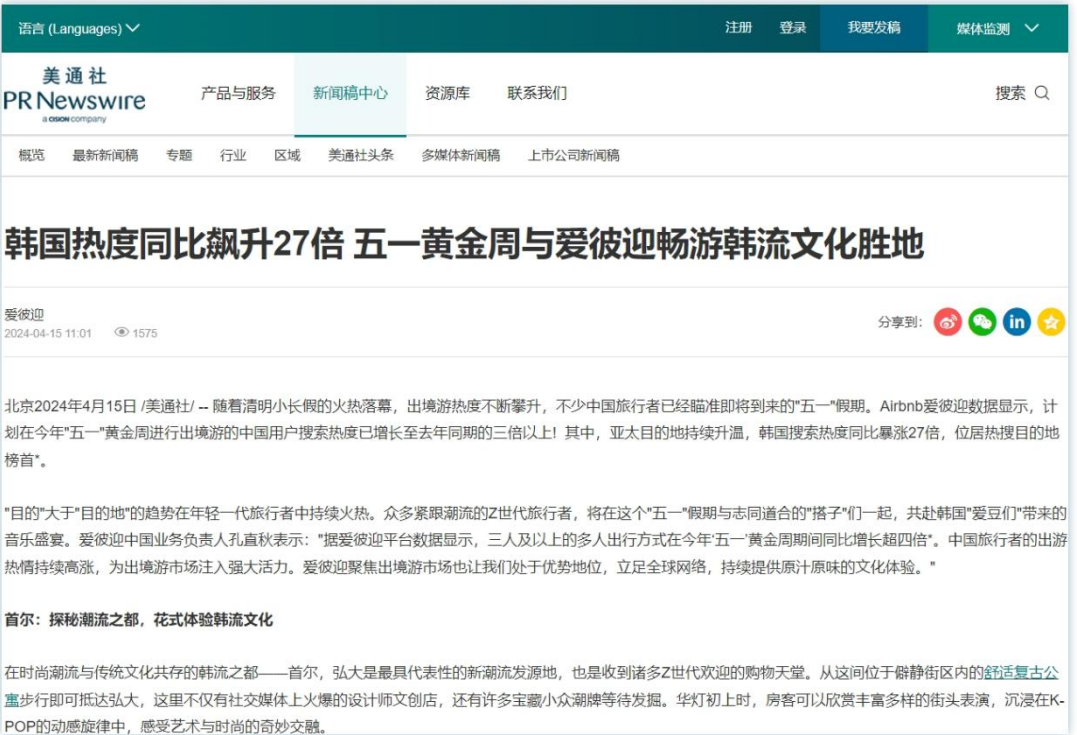 语言 (Languages)
注册 登录 我要发稿 媒体监测
美通社
PR Newswire
a CISION company
产品与服务 新闻稿中心 资源库 联系我们 搜索
概览 最新新闻稿 专题 行业 区域 美通社头条 多媒体新闻稿 上市公司新闻稿
韩国热度同比飙升27倍 五一黄金周与爱彼迎畅游韩流文化胜地
爱彼迎
2024-04-15 11:01 1575
分享到:
北京2024年4月15日 /美通社/ -- 随着清明小长假的火热落幕，出境游热度不断攀升，不少中国旅行者已经瞄准即将到来的"五一"假期。Airbnb爱彼迎数据显示，计
划在今年"五一"黄金周进行出境游的中国用户搜索热度已增长至去年同期的三倍以上! 其中，亚太目的地持续升温，韩国搜索热度同比暴涨27倍，位居热搜目的地
榜首*。
"目的"大于"目的地"的趋势在年轻一代旅行者中持续火热。众多紧跟潮流的Z世代旅行者，将在这个"五一"假期与志同道合的"搭子"们一起，共赴韩国"爱豆们"带来的
音乐盛宴。爱彼迎中国业务负责人孔直秋表示："据爱彼迎平台数据显示，三人及以上的多人出行方式在今年'五一'黄金周期间同比增长超四倍*。中国旅行者的出游
热情持续高涨，为出境游市场注入强大活力。爱彼迎聚焦出境游市场也让我们处于优势地位，立足全球网络，持续提供原汁原味的文化体验。"
首尔：探秘潮流之都，花式体验韩流文化
在时尚潮流与传统文化共存的韩流之都——首尔，弘大是最具代表性的新潮流发源地，也是收到诸多Z世代欢迎的购物天堂。从这间位于僻静街区内的舒适复古公
寓步行即可抵达弘大，这里不仅有社交媒体上火爆的设计师文创店，还有许多宝藏小众潮牌等待发掘。华灯初上时，房客可以欣赏丰富多样的街头表演，沉浸在K-
POP的动感旋律中，感受艺术与时尚的奇妙交融。